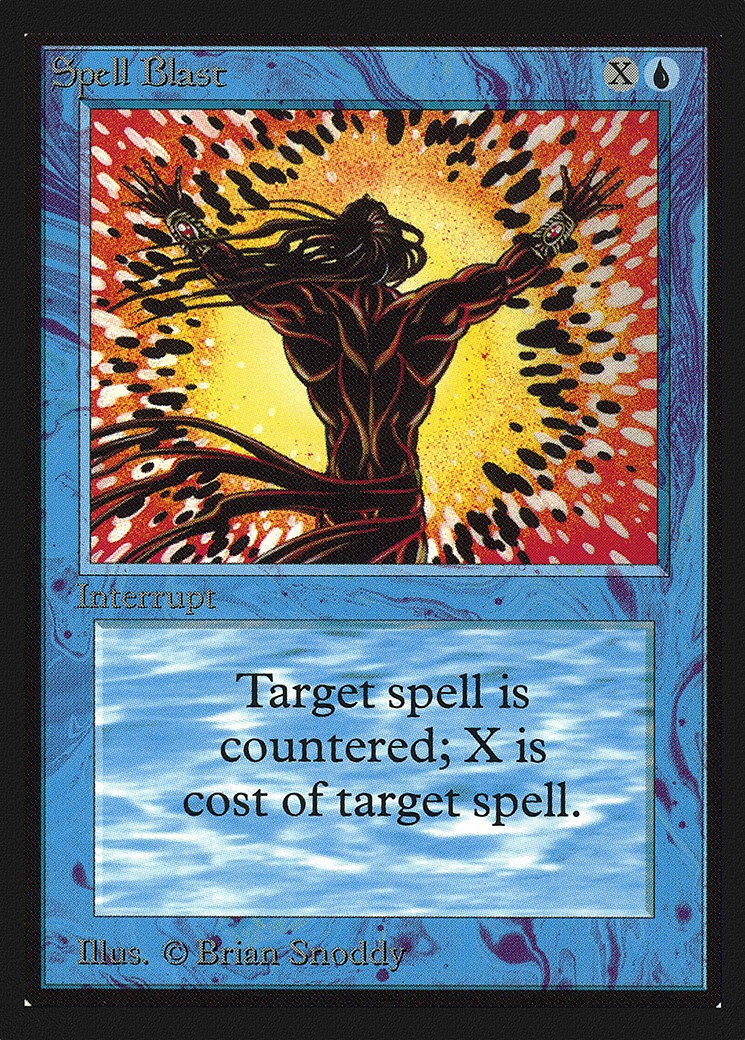 Spell Blast X
Interrupt
Target spell is
countered; X is
cost of target spell.
Illus. © Brian Snoddy